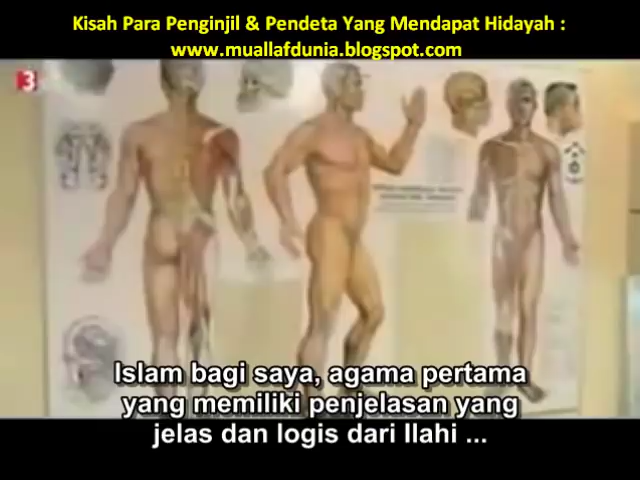 Kisah Para Penginjil & Pendeta Yang Mendapat Hidayah :
www.muallafdunia.blogspot.com
3
Islam bagi saya, agama pertama
yang memiliki penjelasan yang
jelas dan logis dari Ilahi ...